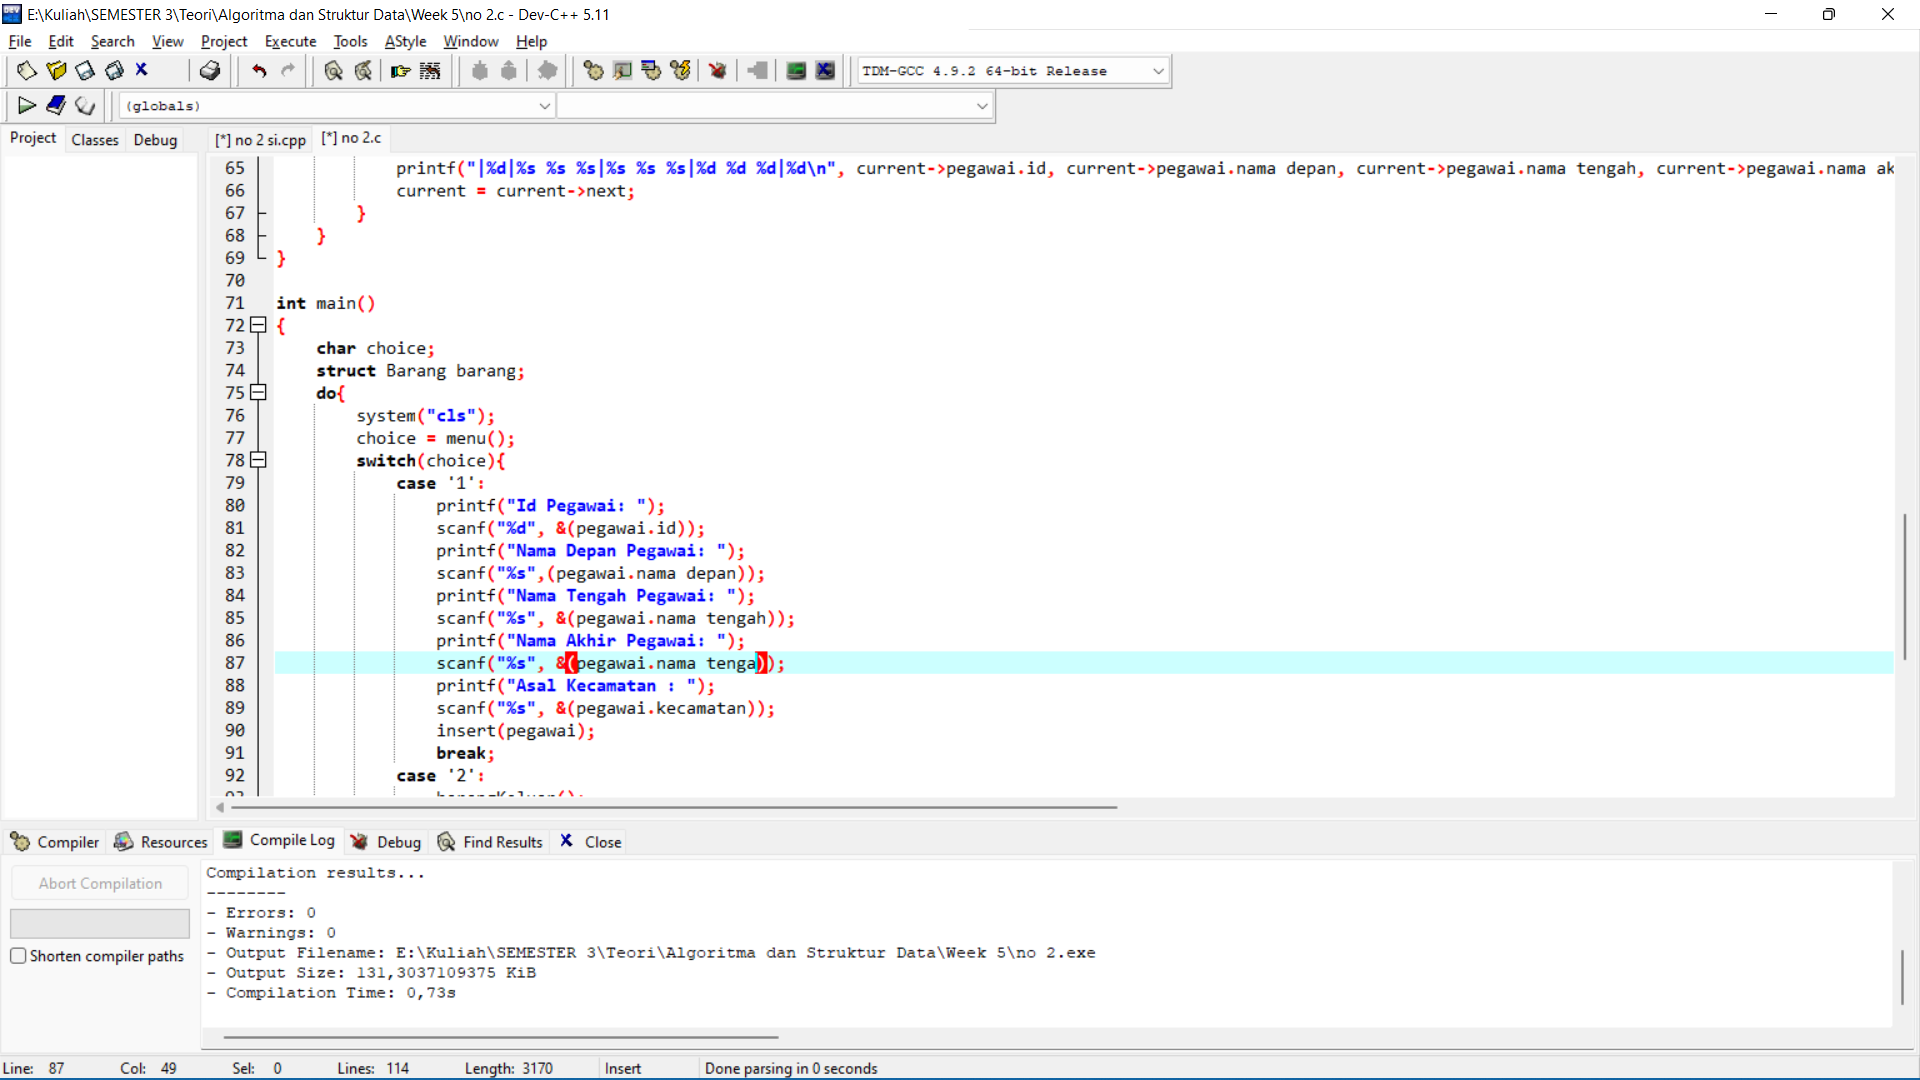 E:\Kuliah\SEMESTER 3\Teori\Algoritma dan Struktur Data\Week 5\no 2.c - Dev-C++ 5.11
File Edit Search View Project Execute Tools AStyle Window Help
TDM-GCC 4.9.2 64-bit Release
(globals)
Project Classes Debug [*] no 2 si.cpp [*] no 2.c
65 printf("|%d|%s %s %s|%s %s %s|%d %d %d|%d\n", current->pegawai.id, current->pegawai.nama depan, current->pegawai.nama tengah, current->pegawai.nama ak
66 current = current->next;
67 }
68 }
69 }
70
71 int main()
72 {
73 char choice;
74 struct Barang barang;
75 do{
76 system("cls");
77 choice = menu();
78 switch(choice){
79 case '1':
80 printf("Id Pegawai: ");
81 scanf("%d", &(pegawai.id));
82 printf("Nama Depan Pegawai: ");
83 scanf("%s",(pegawai.nama depan));
84 printf("Nama Tengah Pegawai: ");
85 scanf("%s", &(pegawai.nama tengah));
86 printf("Nama Akhir Pegawai: ");
87 scanf("%s", &(pegawai.nama tenga));
88 printf("Asal Kecamatan : ");
89 scanf("%s", &(pegawai.kecamatan));
90 insert(pegawai);
91 break;
92 case '2':
Compiler Resources Compile Log Debug Find Results Close
Abort Compilation
Shorten compiler paths
Compilation results...
--------
- Errors: 0
- Warnings: 0
- Output Filename: E:\Kuliah\SEMESTER 3\Teori\Algoritma dan Struktur Data\Week 5\no 2.exe
- Output Size: 131,3037109375 KiB
- Compilation Time: 0,73s
Line: 87 Col: 49 Sel: 0 Lines: 114 Length: 3170 Insert Done parsing in 0 seconds